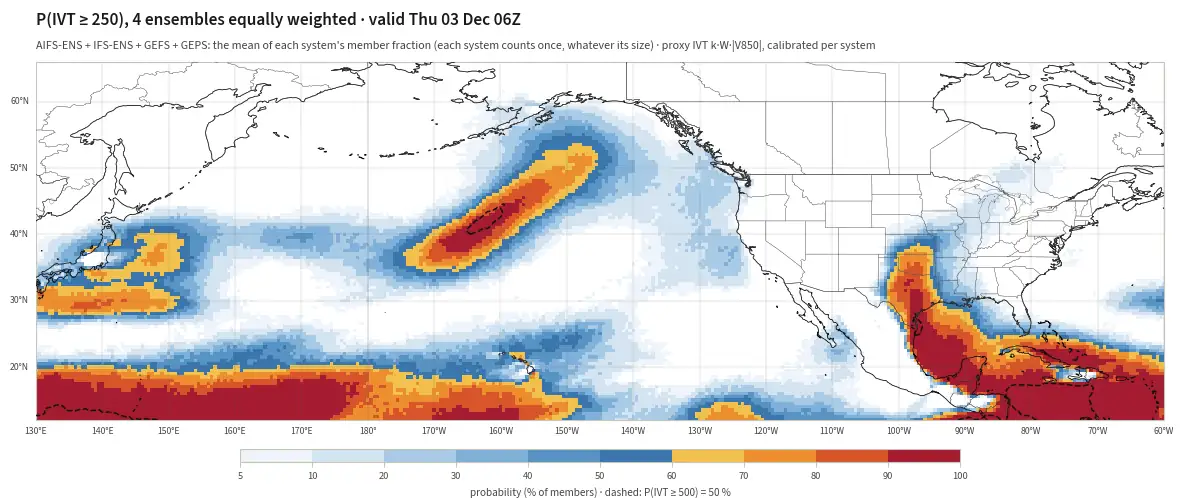 P(IVT ≥ 250), 4 ensembles equally weighted · valid Thu 03 Dec 06Z
AIFS-ENS + IFS-ENS + GEFS + GEPS: the mean of each system's member fraction (each system counts once, whatever its size) · proxy IVT k·W·|V850|, calibrated per system
60°N
50°N
40°N
30°N
20°N
130°E 140°E 150°E 160°E 170°E 180° 170°W 160°W 150°W 140°W 130°W 120°W 110°W 100°W 90°W 80°W 70°W 60°W
5 10 20 30 40 50 60 70 80 90 100
probability (% of members) · dashed: P(IVT ≥ 500) = 50 %